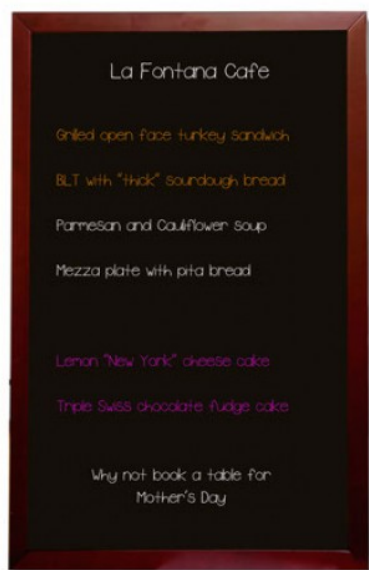 La Fontana Cafe
Grilled open face turkey sandwich
BLT with "thick" sourdough bread
Parmesan and Cauliflower soup
Mezza plate with pita bread
Lemon "New York" cheese cake
Triple Swiss chocolate fudge cake
Why not book a table for
Mother's Day